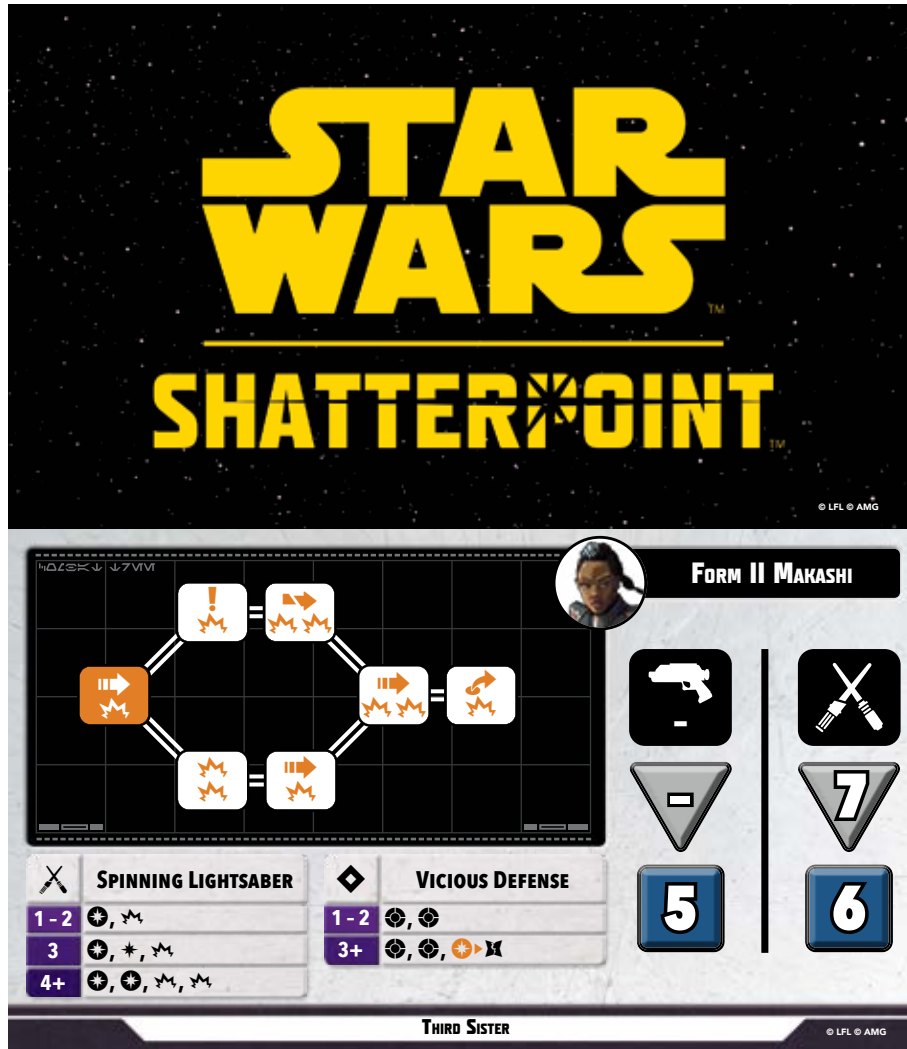 STAR
WARS
TM
SHATTERPOINT
TM
© LFL © AMG
FORM II MAKASHI
!
-
-
7
5
6
SPINNING LIGHTSABER
VICIOUS DEFENSE
1 - 2
,
1 - 2
,
3
, ,
3+
, ,
4+
, , ,
THIRD SISTER
© LFL © AMG